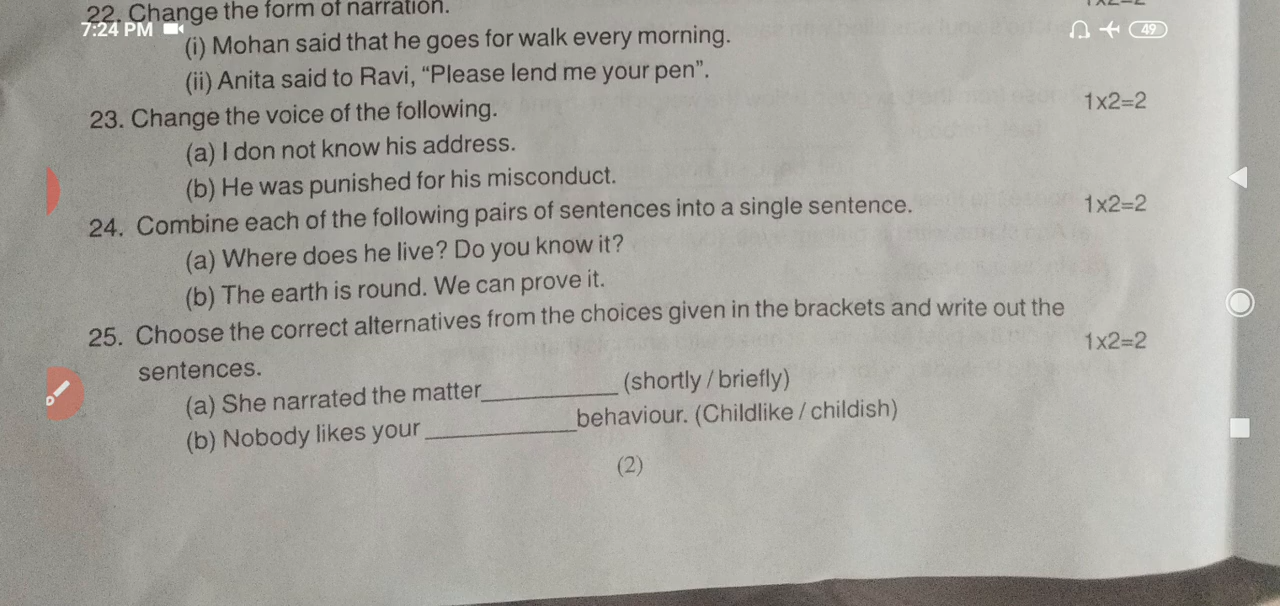 22. Change the form of narration.
7:24 PM
49
(i) Mohan said that he goes for walk every morning.
(ii) Anita said to Ravi, “Please lend me your pen”.
23. Change the voice of the following. 1x2=2
(a) I don not know his address.
(b) He was punished for his misconduct.
24. Combine each of the following pairs of sentences into a single sentence. 1x2=2
(a) Where does he live? Do you know it?
(b) The earth is round. We can prove it.
25. Choose the correct alternatives from the choices given in the brackets and write out the
sentences. 1x2=2
(a) She narrated the matter__________ (shortly / briefly)
(b) Nobody likes your ___________behaviour. (Childlike / childish)
(2)